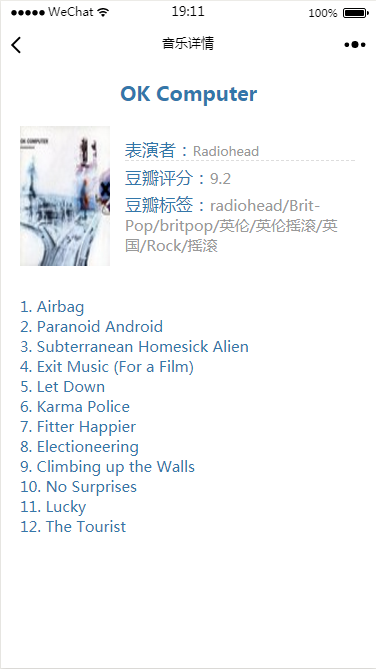 WeChat 19:11 100%
音乐详情
OK Computer
OK COMPUTER
表演者：Radiohead
豆瓣评分：9.2
豆瓣标签：radiohead/Brit-
Pop/britpop/英伦/英伦摇滚/英
国/Rock/摇滚
1. Airbag
2. Paranoid Android
3. Subterranean Homesick Alien
4. Exit Music (For a Film)
5. Let Down
6. Karma Police
7. Fitter Happier
8. Electioneering
9. Climbing up the Walls
10. No Surprises
11. Lucky
12. The Tourist